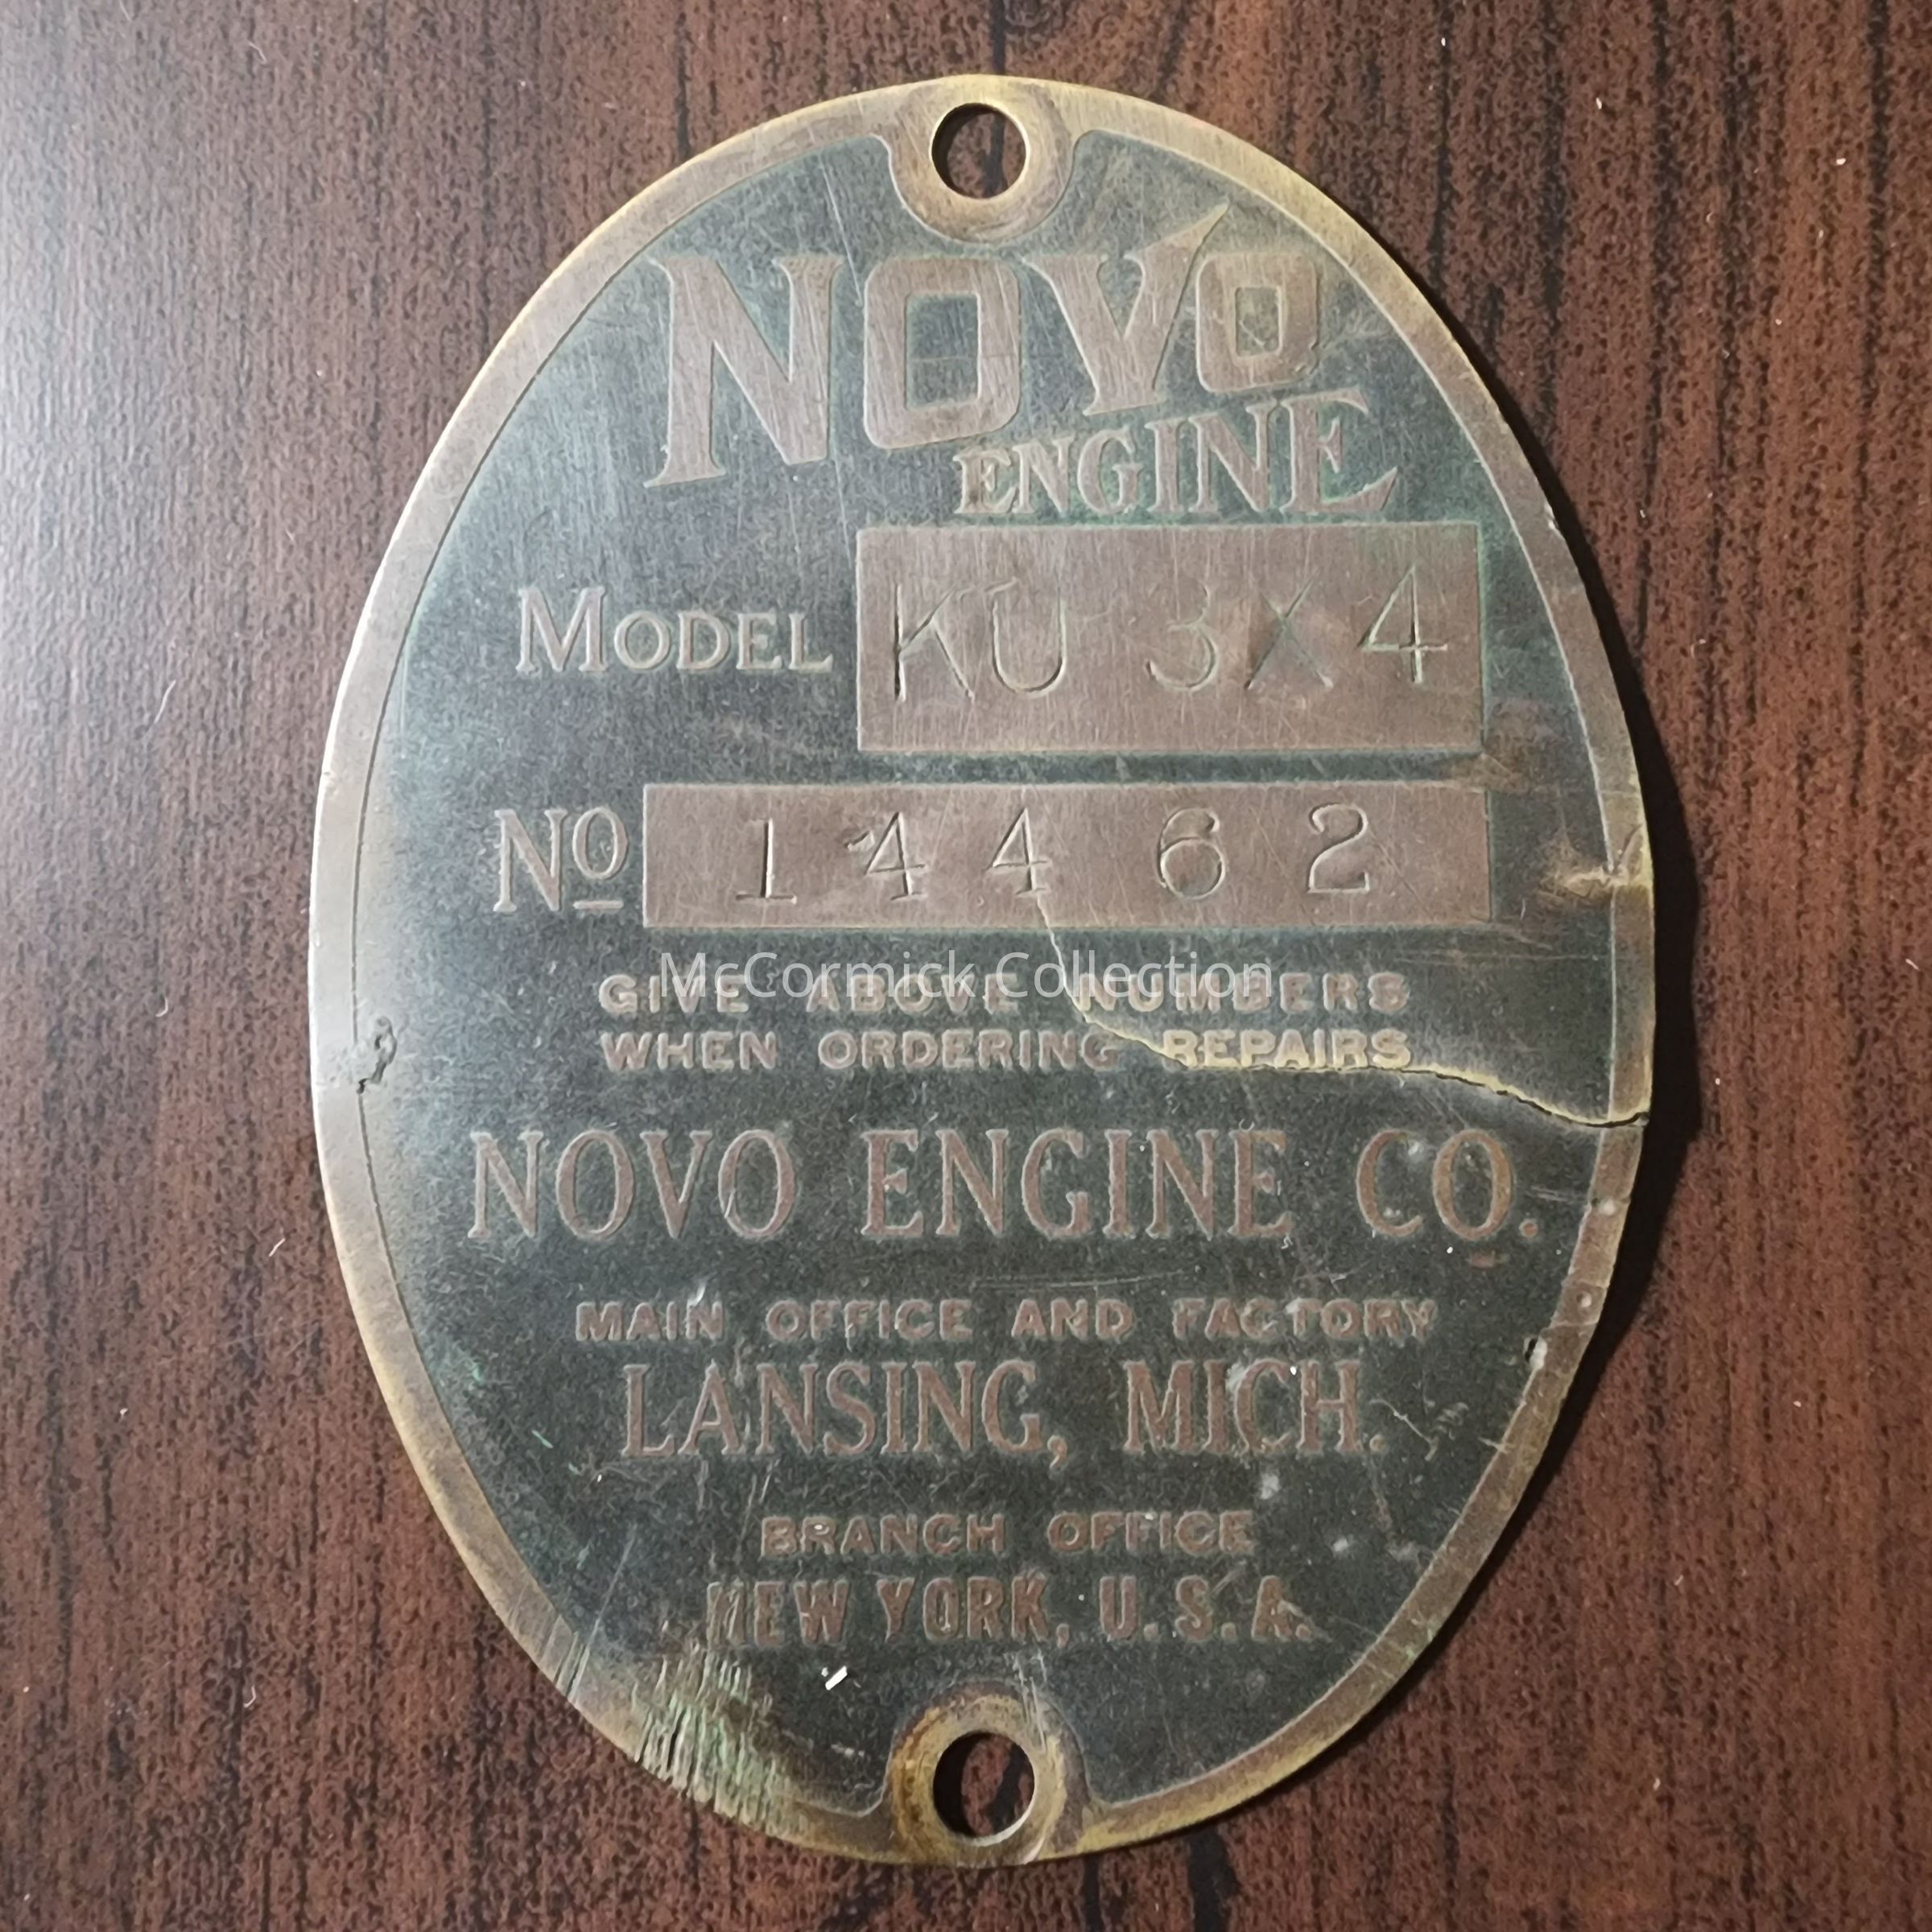 NOVO
ENGINE
MODEL KU 3X4
NO 14462
McCormick Collection
GIVE ABOVE NUMBERS
WHEN ORDERING REPAIRS
NOVO ENGINE CO.
MAIN OFFICE AND FACTORY
LANSING, MICH.
BRANCH OFFICE
NEW YORK, U.S.A.